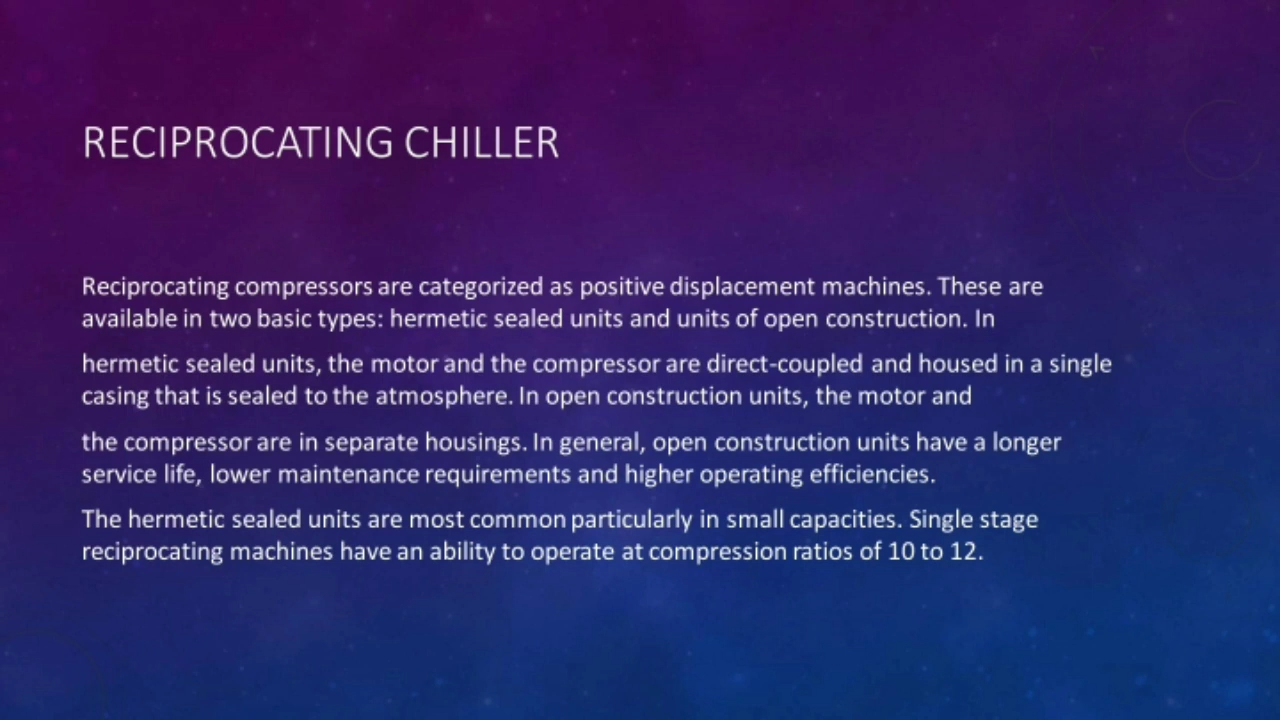 RECIPROCATING CHILLER
Reciprocating compressors are categorized as positive displacement machines. These are
available in two basic types: hermetic sealed units and units of open construction. In
hermetic sealed units, the motor and the compressor are direct-coupled and housed in a single
casing that is sealed to the atmosphere. In open construction units, the motor and
the compressor are in separate housings. In general, open construction units have a longer
service life, lower maintenance requirements and higher operating efficiencies.
The hermetic sealed units are most common particularly in small capacities. Single stage
reciprocating machines have an ability to operate at compression ratios of 10 to 12.